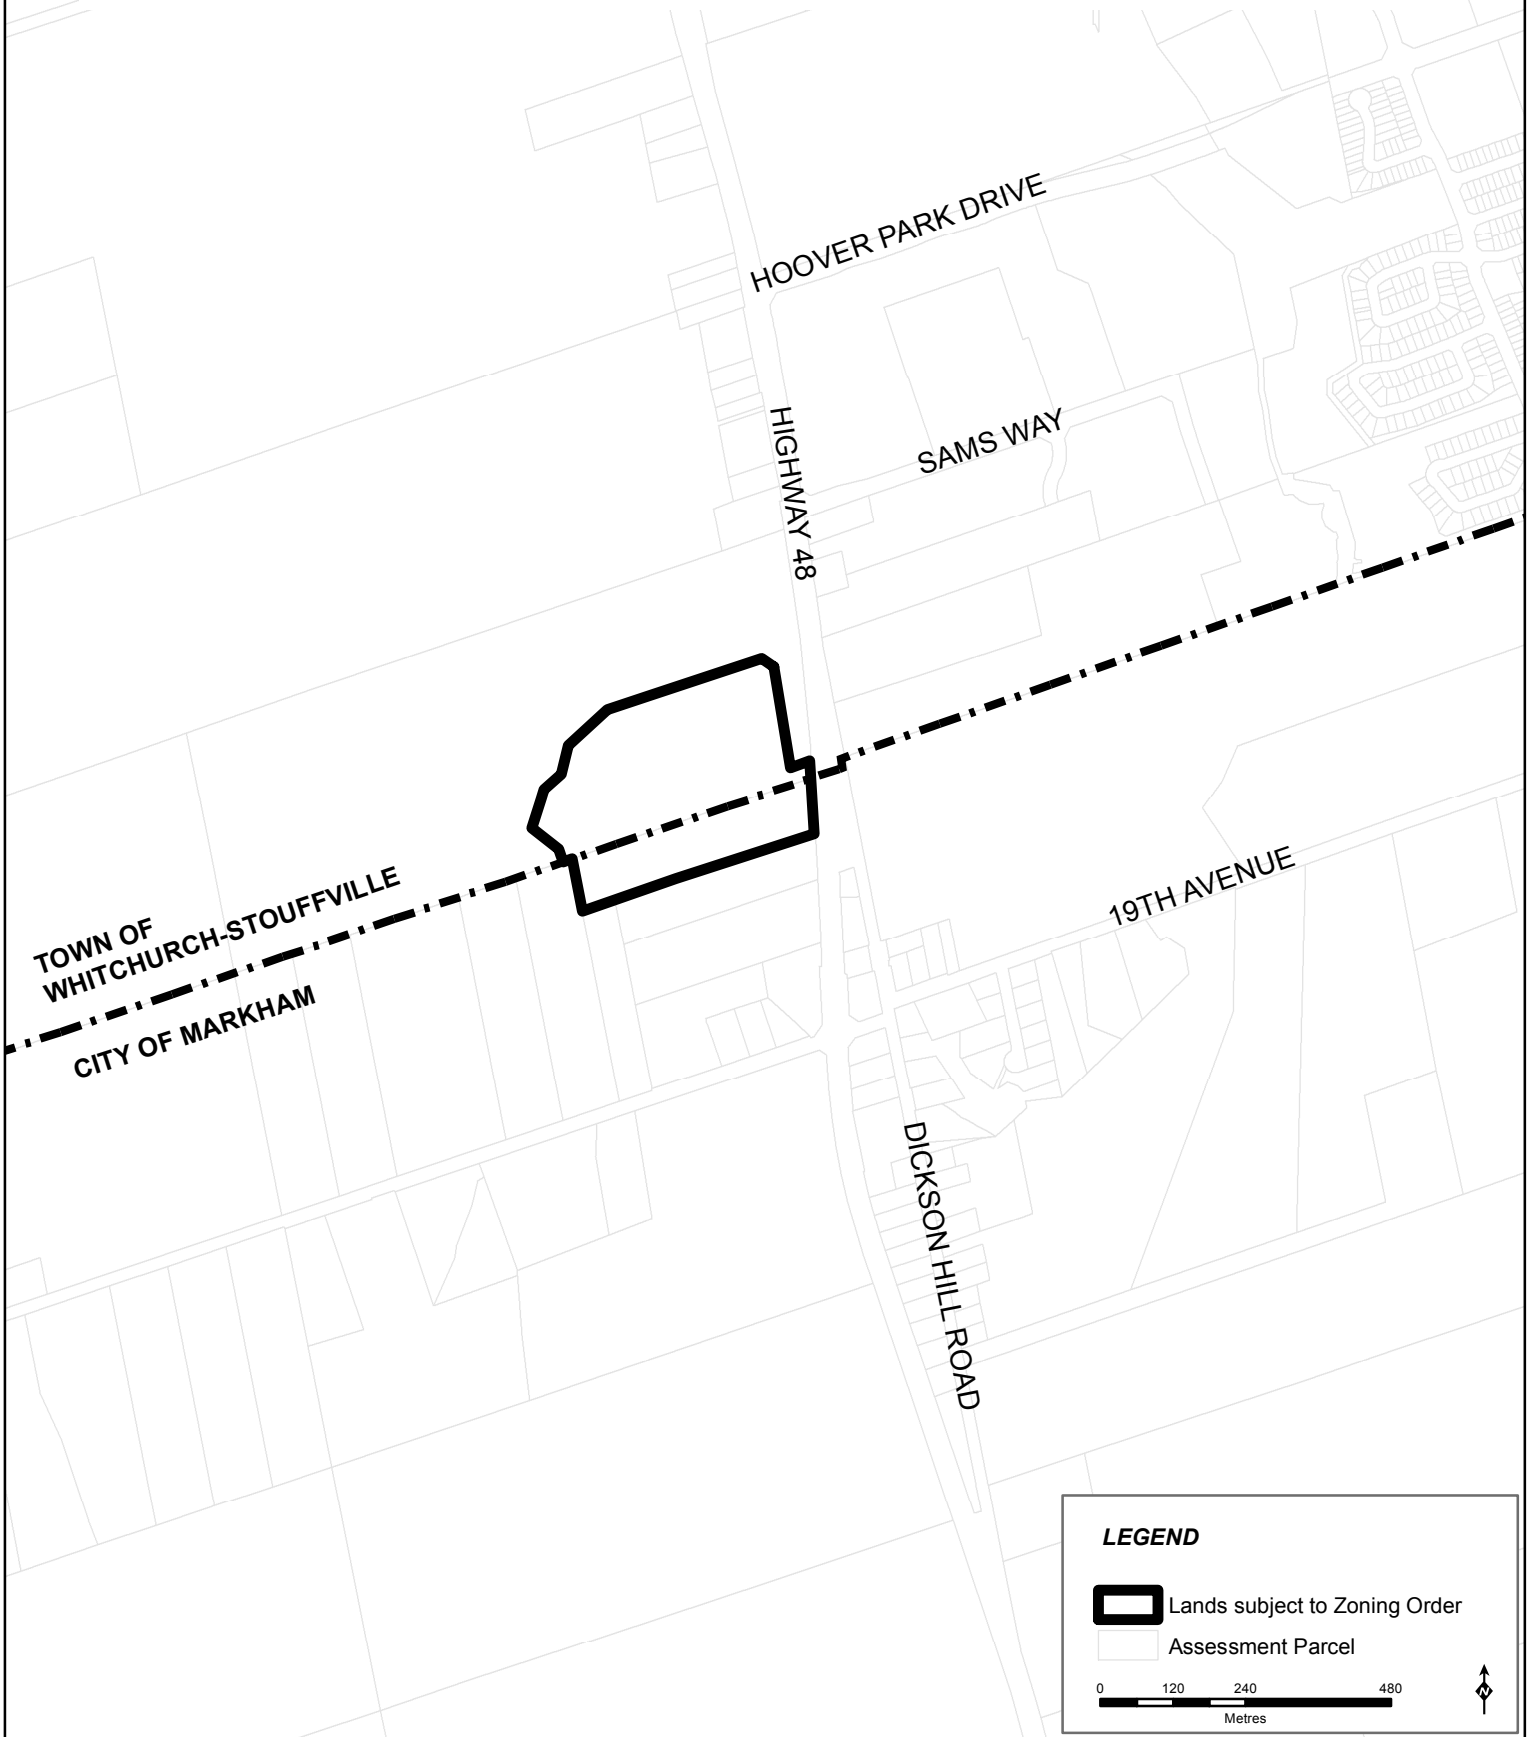 HOOVER PARK DRIVE
HIGHWAY 48
SAMS WAY
TOWN OF
WHITCHURCH-STOUFFVILLE
CITY OF MARKHAM
19TH AVENUE
DICKSON HILL ROAD
LEGEND
Lands subject to Zoning Order
Assessment Parcel
0 120 240 480
Metres
N